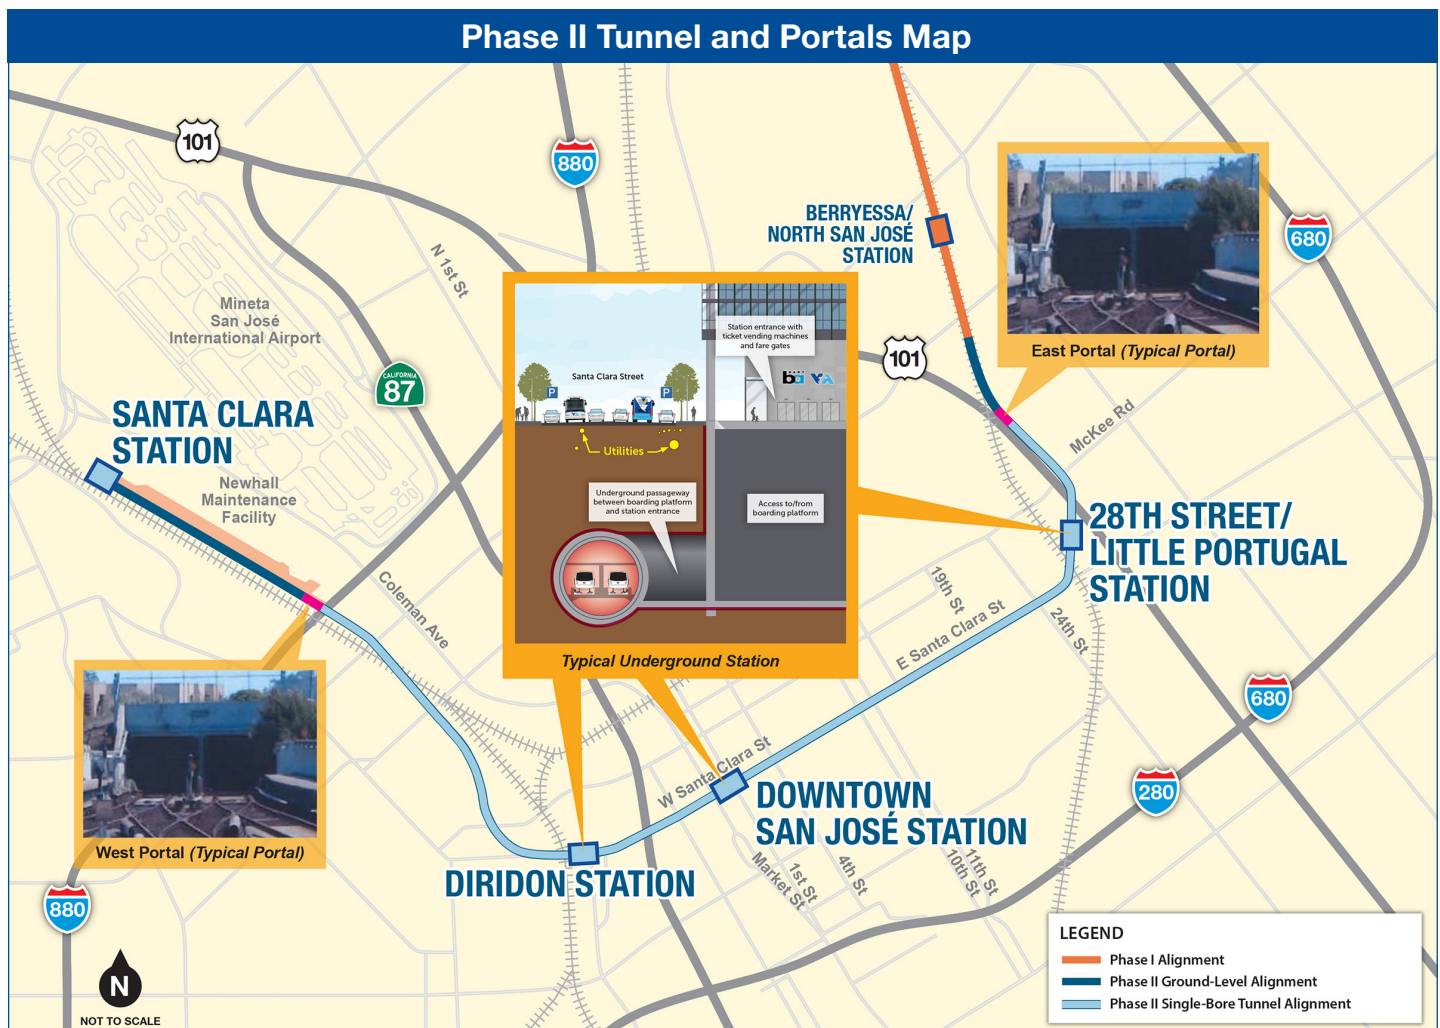 Phase II Tunnel and Portals Map
101
880
BERRYESSA/
NORTH SAN JOSÉ
STATION
680
N 1st St
Mineta
San José
International Airport
CALIFORNIA
87
Station entrance with
ticket vending machines
and fare gates
Santa Clara Street
P
P
ba VTA
Utilities
Underground passageway
between boarding platform
and station entrance
Access to/from
boarding platform
Typical Underground Station
101
East Portal (Typical Portal)
McKee Rd
SANTA CLARA
STATION
Newhall
Maintenance
Facility
Coleman Ave
28TH STREET/
LITTLE PORTUGAL
STATION
19th St
E Santa Clara St
24th St
680
W Santa Clara St
280
DOWNTOWN
SAN JOSÉ STATION
West Portal (Typical Portal)
DIRIDON STATION
Market St
1st St
4th St
10th St
11th St
880
N
NOT TO SCALE
LEGEND
Phase I Alignment
Phase II Ground-Level Alignment
Phase II Single-Bore Tunnel Alignment